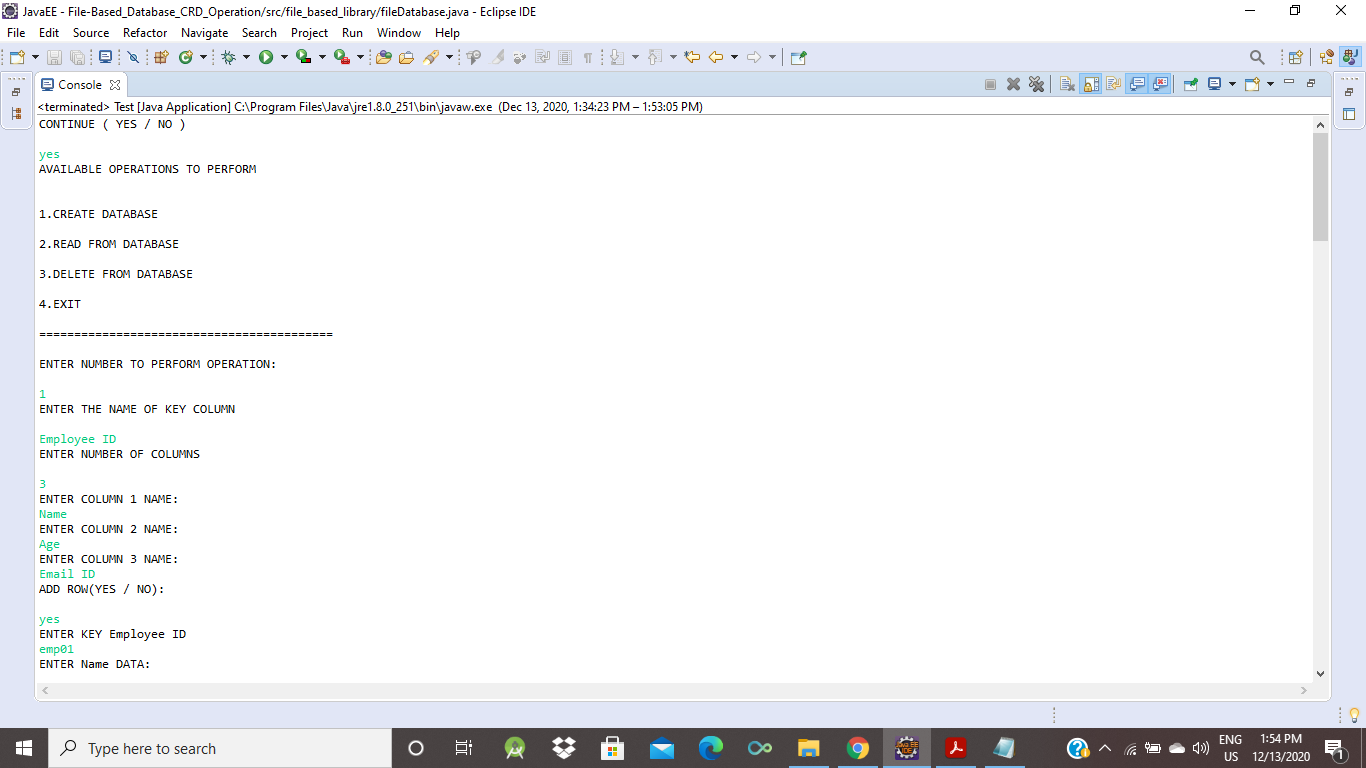 JavaEE - File-Based_Database_CRD_Operation/src/file_based_library/fileDatabase.java - Eclipse IDE
File Edit Source Refactor Navigate Search Project Run Window Help
Console
<terminated> Test [Java Application] C:\Program Files\Java\jre1.8.0_251\bin\javaw.exe (Dec 13, 2020, 1:34:23 PM – 1:53:05 PM)
CONTINUE ( YES / NO )
yes
AVAILABLE OPERATIONS TO PERFORM
1.CREATE DATABASE
2.READ FROM DATABASE
3.DELETE FROM DATABASE
4.EXIT
==========================================
ENTER NUMBER TO PERFORM OPERATION:
1
ENTER THE NAME OF KEY COLUMN
Employee ID
ENTER NUMBER OF COLUMNS
3
ENTER COLUMN 1 NAME:
Name
ENTER COLUMN 2 NAME:
Age
ENTER COLUMN 3 NAME:
Email ID
ADD ROW(YES / NO):
yes
ENTER KEY Employee ID
emp01
ENTER Name DATA:
Type here to search
JAVA EE
IDE
ENG
US
1:54 PM
12/13/2020
1